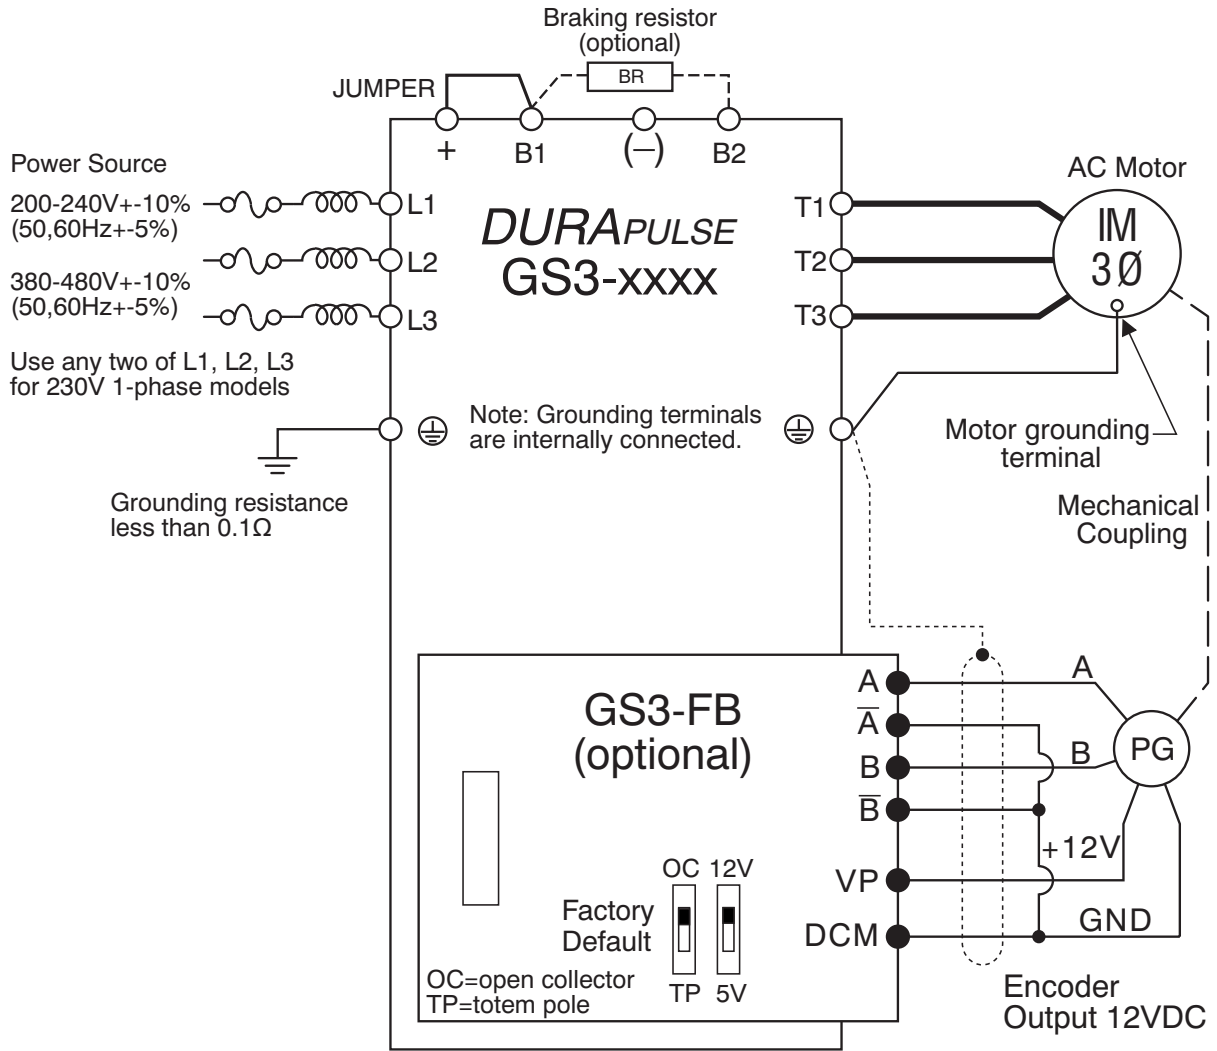 Braking resistor
(optional)
BR
JUMPER
+
B1
(—)
B2
Power Source
200-240V+-10%
(50,60Hz+-5%)
380-480V+-10%
(50,60Hz+-5%)
Use any two of L1, L2, L3
for 230V 1-phase models
L1
L2
L3
DURAPULSE
GS3-xxxx
T1
T2
T3
AC Motor
IM
3Ø
Note: Grounding terminals
are internally connected.
Motor grounding
terminal
Grounding resistance
less than 0.1Ω
Mechanical
Coupling
GS3-FB
(optional)
A
A̅
B
B̅
VP
DCM
A
B
PG
+12V
GND
OC 12V
Factory
Default
TP 5V
OC=open collector
TP=totem pole
Encoder
Output 12VDC